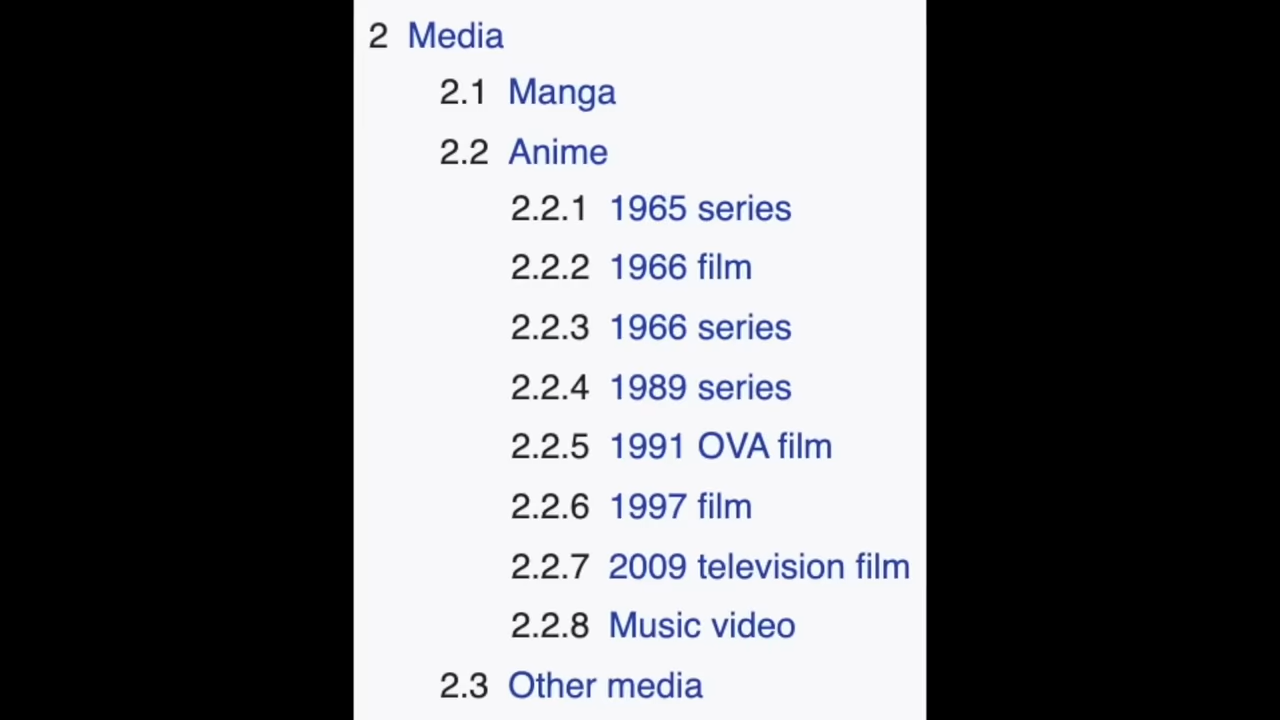 2 Media
2.1 Manga
2.2 Anime
2.2.1 1965 series
2.2.2 1966 film
2.2.3 1966 series
2.2.4 1989 series
2.2.5 1991 OVA film
2.2.6 1997 film
2.2.7 2009 television film
2.2.8 Music video
2.3 Other media